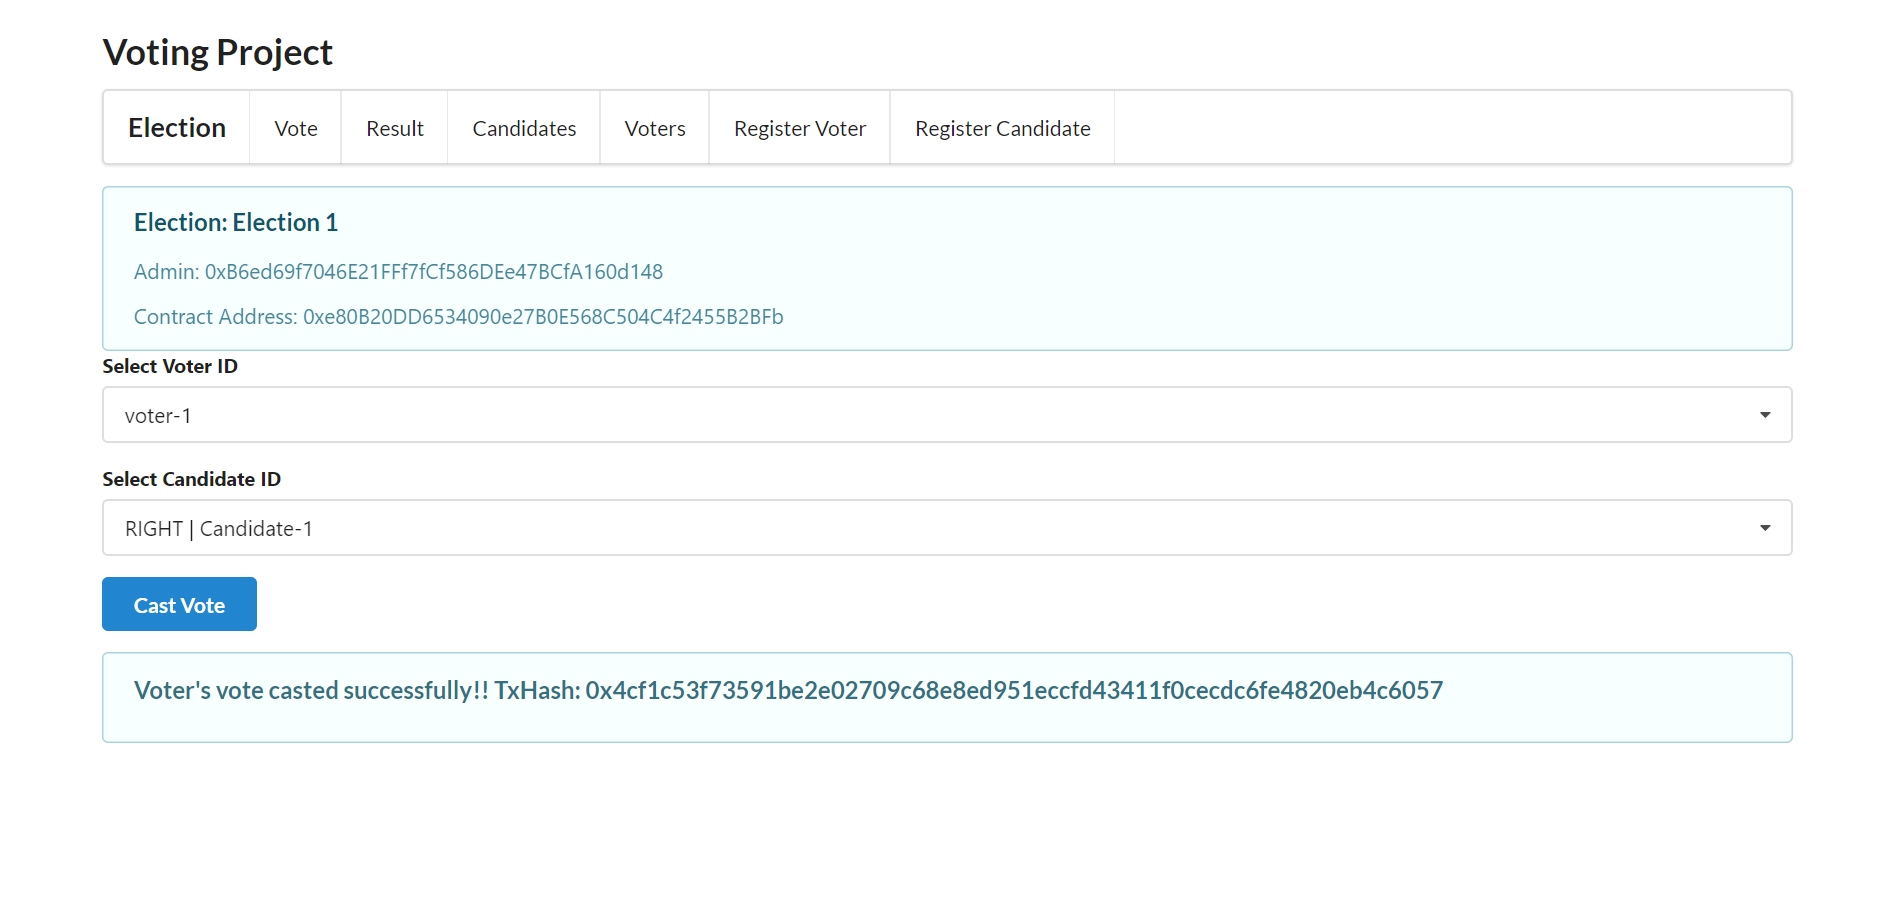 Voting Project
Election Vote Result Candidates Voters Register Voter Register Candidate
Election: Election 1
Admin: 0xB6ed69f7046E21FFf7fCf586DEe47BCfA160d148
Contract Address: 0xe80B20DD6534090e27B0E568C504C4f2455B2BFb
Select Voter ID
voter-1
Select Candidate ID
RIGHT | Candidate-1
Cast Vote
Voter's vote casted successfully!! TxHash: 0x4cf1c53f73591be2e02709c68e8ed951eccfd43411f0cecdc6fe4820eb4c6057